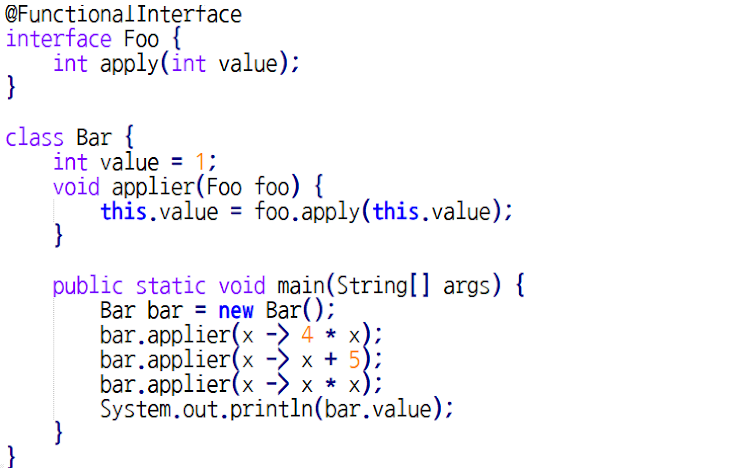 @FunctionalInterface
interface Foo {
    int apply(int value);
}

class Bar {
    int value = 1;
    void applier(Foo foo) {
        this.value = foo.apply(this.value);
    }

    public static void main(String[] args) {
        Bar bar = new Bar();
        bar.applier(x -> 4 * x);
        bar.applier(x -> x + 5);
        bar.applier(x -> x * x);
        System.out.println(bar.value);
    }
}